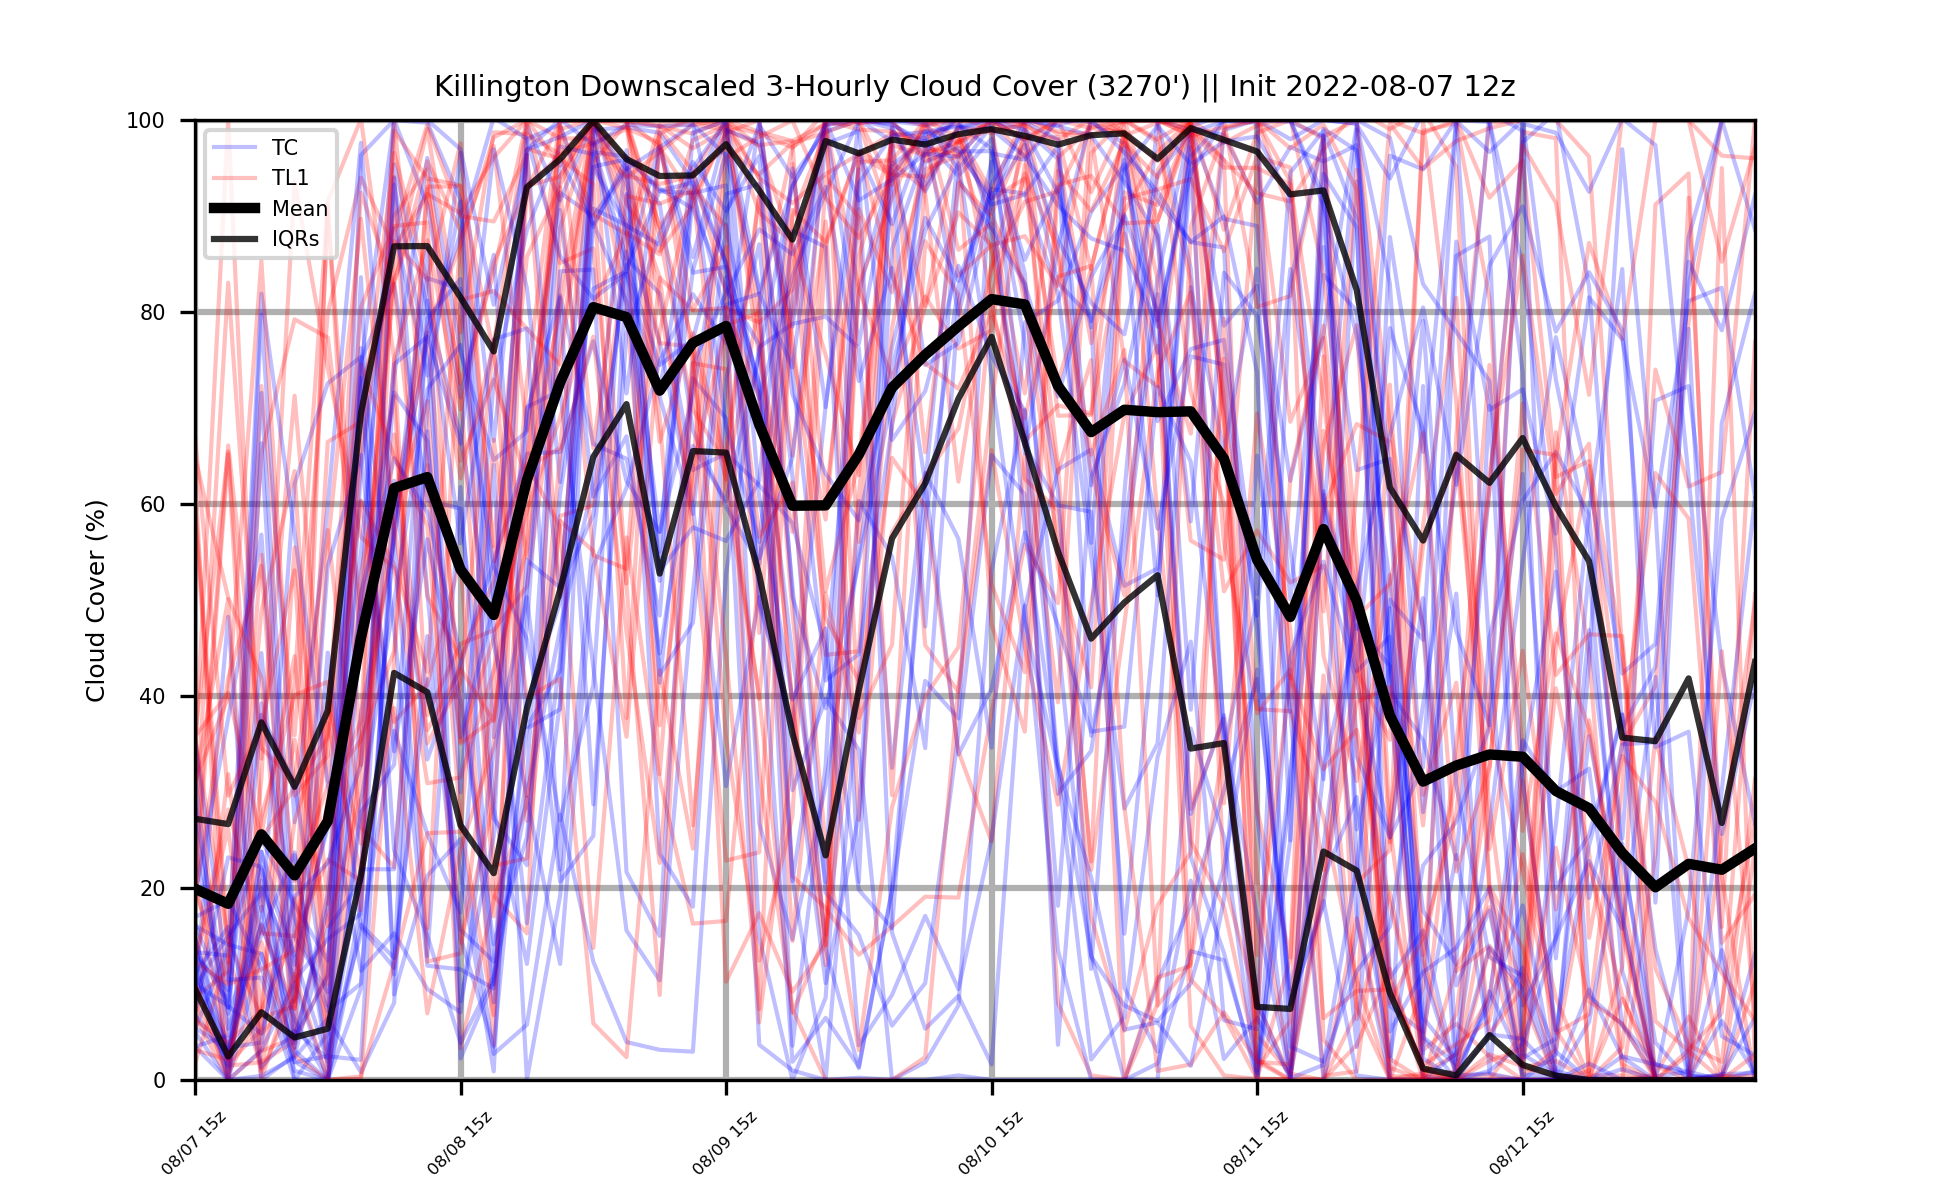 Killington Downscaled 3-Hourly Cloud Cover (3270') || Init 2022-08-07 12z
TC
TL1
Mean
IQRs
Cloud Cover (%)
100
80
60
40
20
0
08/07 15z
08/08 15z
08/09 15z
08/10 15z
08/11 15z
08/12 15z